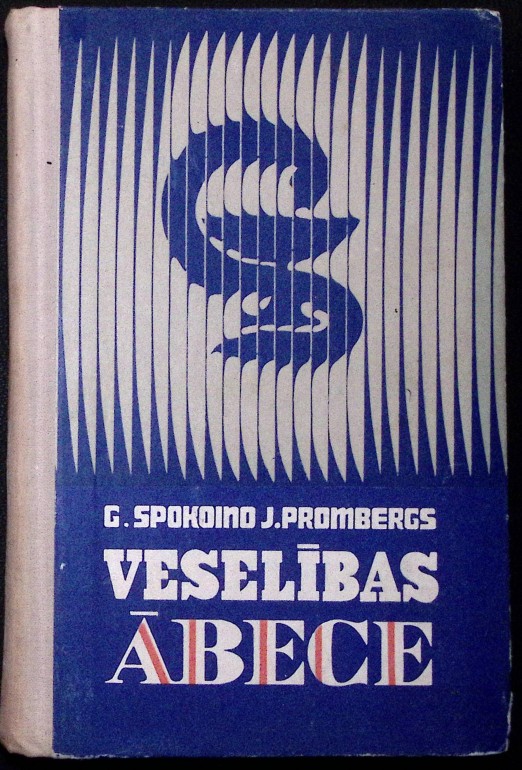 G. SPOKOINO J. PROMBERGS
VESELĪBAS
ĀBECE